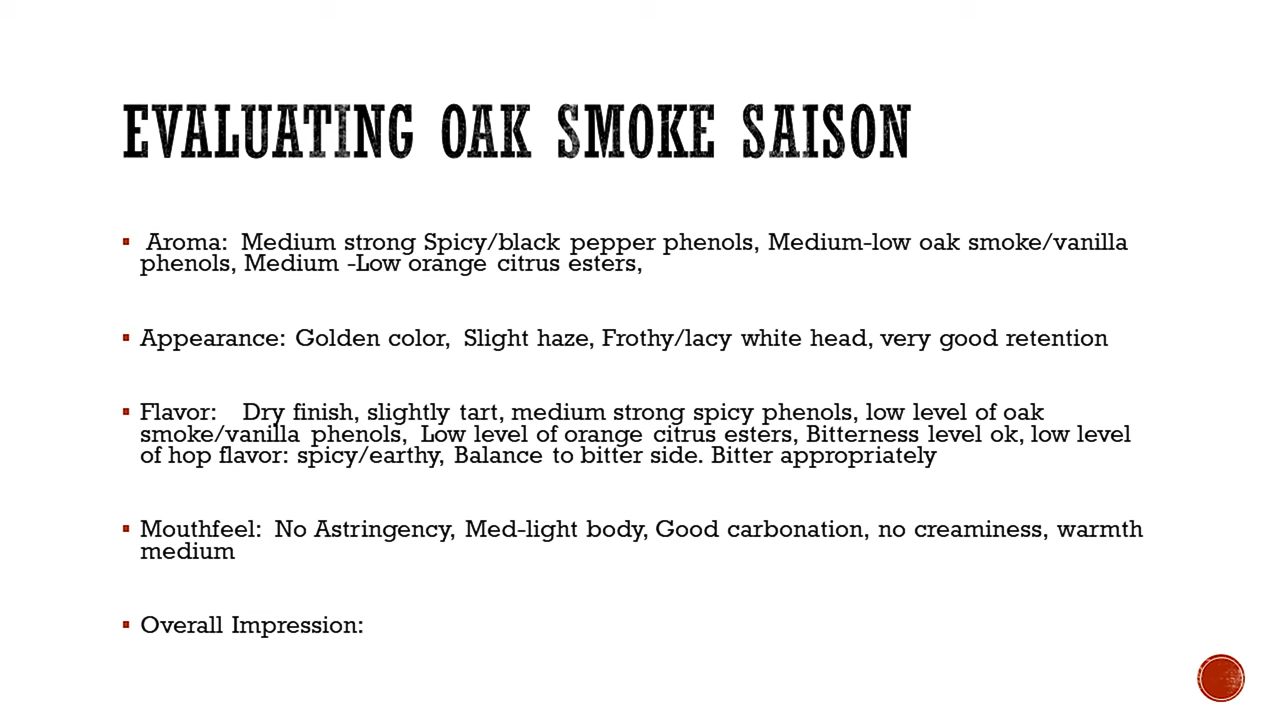 EVALUATING OAK SMOKE SAISON
▪ Aroma: Medium strong Spicy/black pepper phenols, Medium-low oak smoke/vanilla
phenols, Medium -Low orange citrus esters,
▪ Appearance: Golden color, Slight haze, Frothy/lacy white head, very good retention
▪ Flavor: Dry finish, slightly tart, medium strong spicy phenols, low level of oak
smoke/vanilla phenols, Low level of orange citrus esters, Bitterness level ok, low level
of hop flavor: spicy/earthy, Balance to bitter side. Bitter appropriately
▪ Mouthfeel: No Astringency, Med-light body, Good carbonation, no creaminess, warmth
medium
▪ Overall Impression: